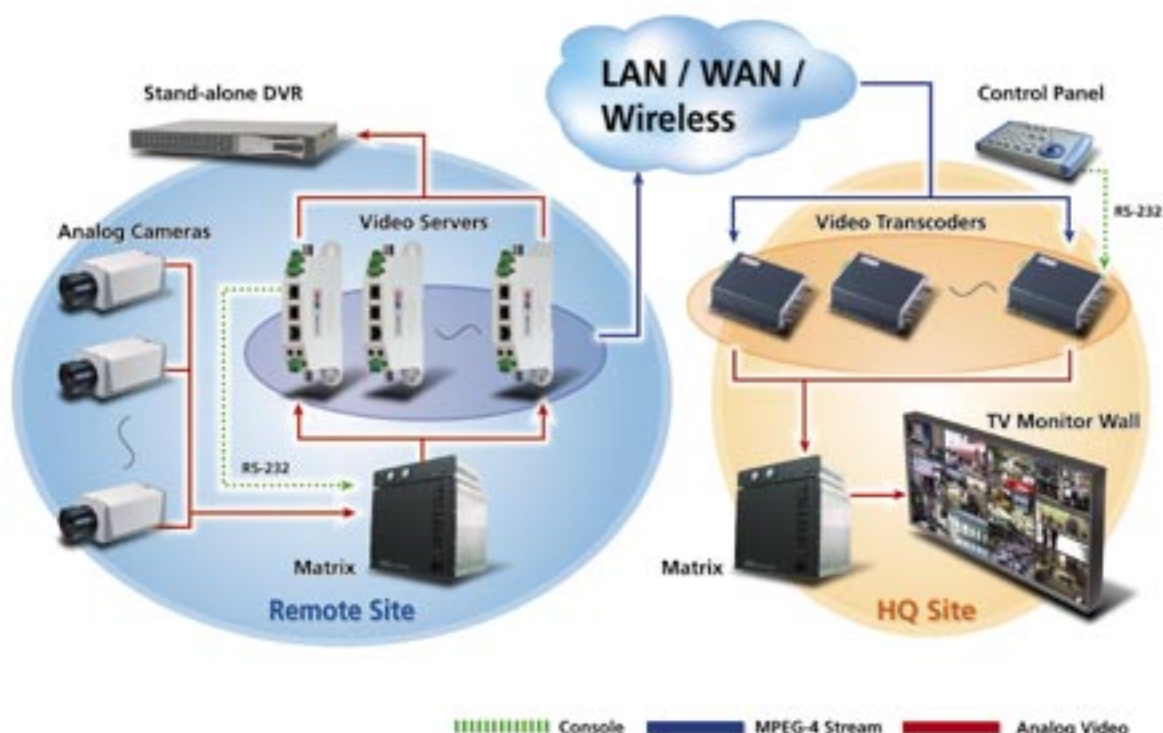 LAN / WAN /
Wireless
Stand-alone DVR
Control Panel
RS-232
Video Servers
Video Transcoders
Analog Cameras
TV Monitor Wall
RS-232
Matrix
Matrix
Remote Site
HQ Site
Console
MPEG-4 Stream
Analog Video